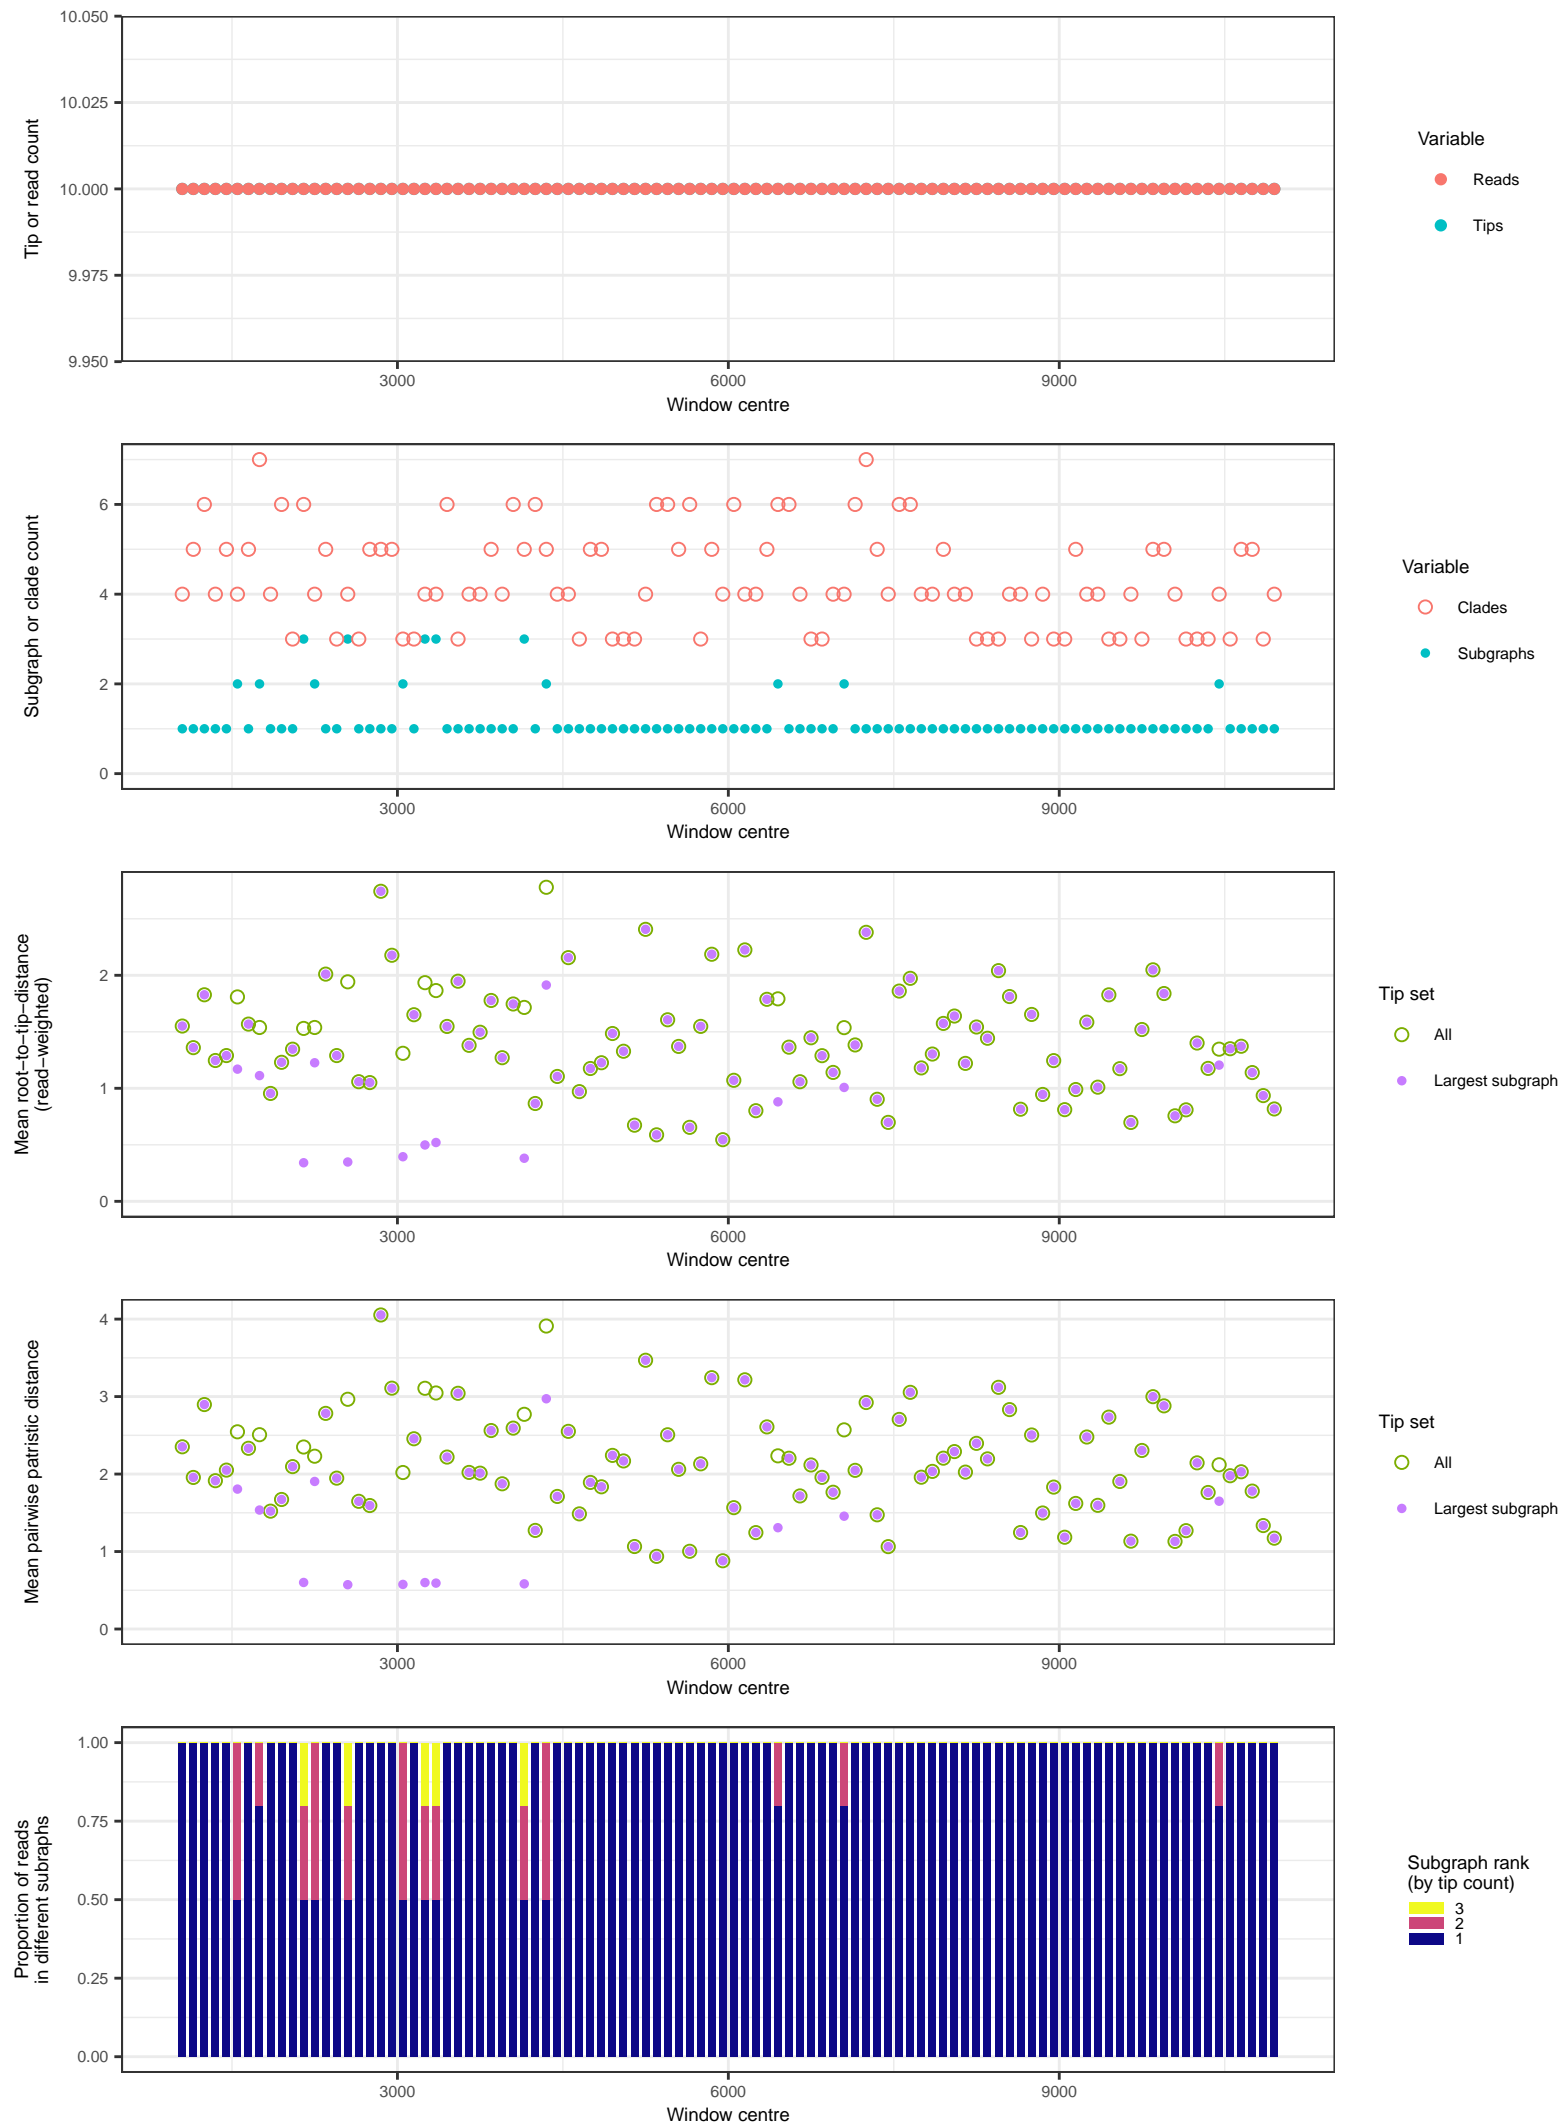 10.050
10.025
10.000
9.975
9.950
Tip or read count
3000
6000
9000
Window centre
Variable
Reads
Tips
6
4
2
0
Subgraph or clade count
3000
6000
9000
Window centre
Variable
Clades
Subgraphs
2
1
0
Mean root−to−tip−distance
(read−weighted)
3000
6000
9000
Window centre
Tip set
All
Largest subgraph
4
3
2
1
0
Mean pairwise patristic distance
3000
6000
9000
Window centre
Tip set
All
Largest subgraph
1.00
0.75
0.50
0.25
0.00
Proportion of reads
in different subraphs
3000
6000
9000
Window centre
Subgraph rank
(by tip count)
3
2
1